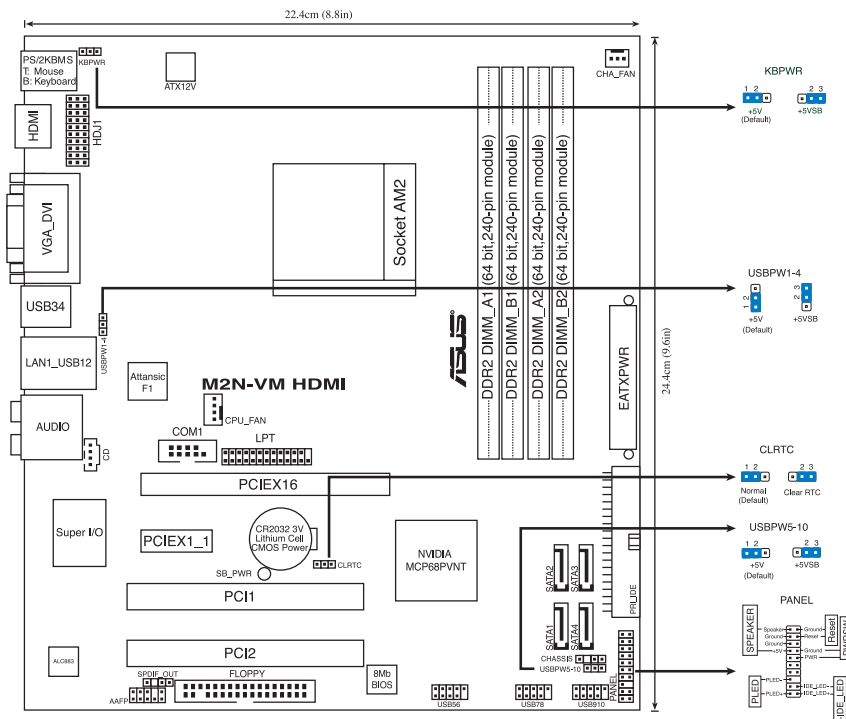 22.4cm (8.8in)
PS/2KBMS
T: Mouse
B: Keyboard
KBPWR
ATX12V
CHA_FAN
HDMI
HDJ1
VGA_DVI
Socket AM2
DDR2 DIMM_A1 (64 bit,240-pin module)
DDR2 DIMM_B1 (64 bit,240-pin module)
DDR2 DIMM_A2 (64 bit,240-pin module)
DDR2 DIMM_B2 (64 bit,240-pin module)
24.4cm (9.6in)
KBPWR
1 2
2 3
+5V
(Default)
+5VSB
USB34
USBPW1-4
LAN1_USB12
Attansic
F1
ASUS
EATXPWR
USBPW1-4
1 2
2 3
+5V
(Default)
+5VSB
M2N-VM HDMI
CPU_FAN
AUDIO
CD
COM1
LPT
PCIEX16
CLRTC
1 2
2 3
Normal
(Default)
Clear RTC
Super I/O
PCIEX1_1
CR2032 3V
Lithium Cell
CMOS Power
CLRTC
SB_PWR
NVIDIA
MCP68PVNT
SATA2
SATA3
SATA1
SATA4
PRI_IDE
USBPW5-10
1 2
2 3
+5V
(Default)
+5VSB
PCI1
PCI2
CHASSIS
USBPW5-10
PANEL
ALC883
SPDIF_OUT
AAFP
FLOPPY
8Mb
BIOS
USB56
USB78
USB910
PANEL
SPEAKER
Speaker
Ground
Ground
+5V
Ground
Reset
Ground
PWR
Reset
PLED
PLED-
PLED+
IDE_LED-
IDE_LED+
IDE_LED